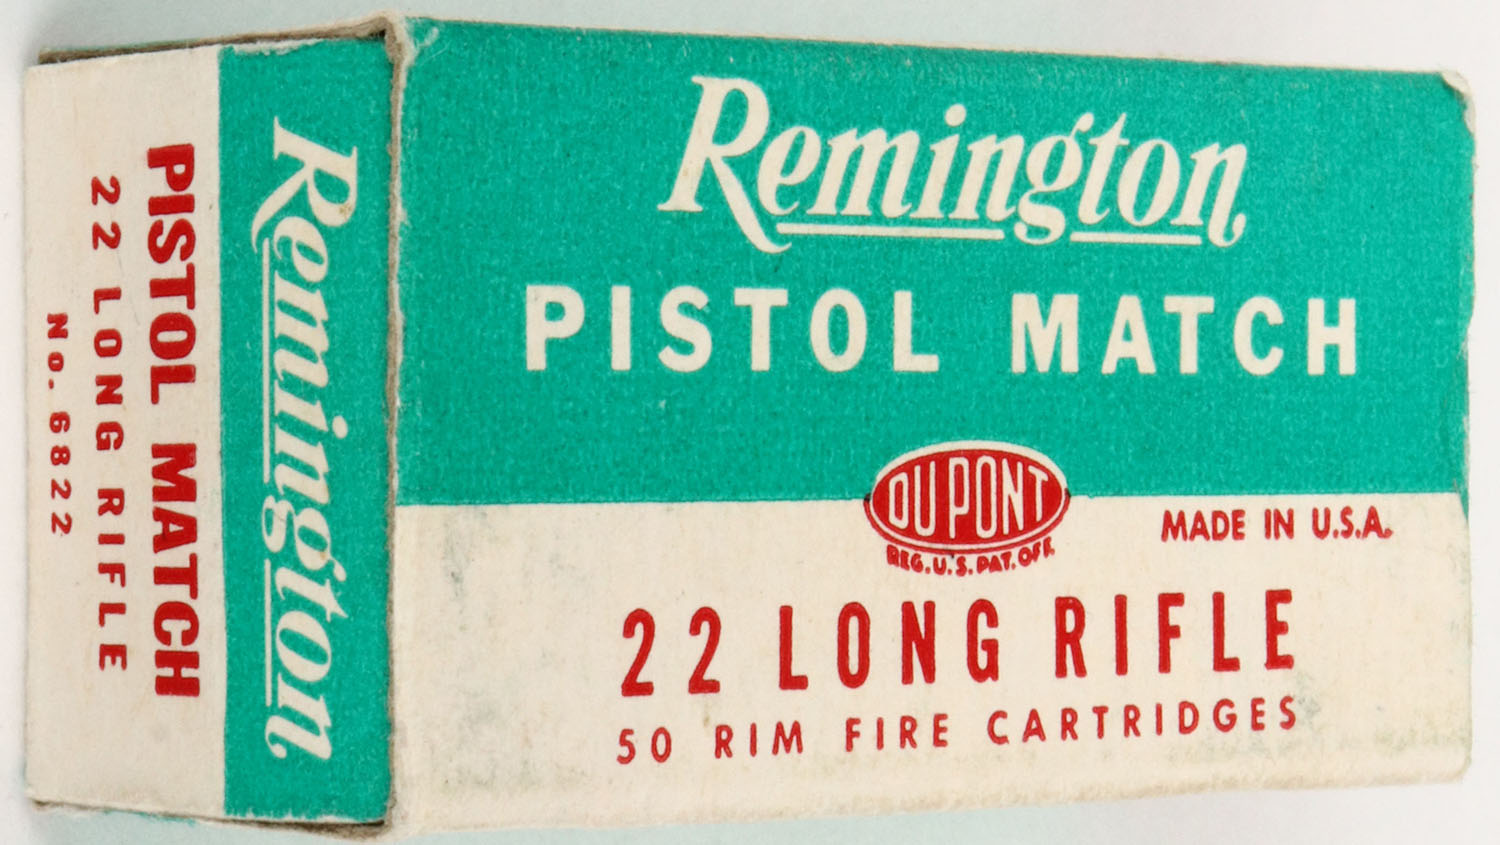 Remington
PISTOL MATCH
DU PONT
REG. U.S. PAT. OFF.
MADE IN U.S.A.
22 LONG RIFLE
50 RIM FIRE CARTRIDGES
Remington
PISTOL MATCH
22 LONG RIFLE
No. 6822